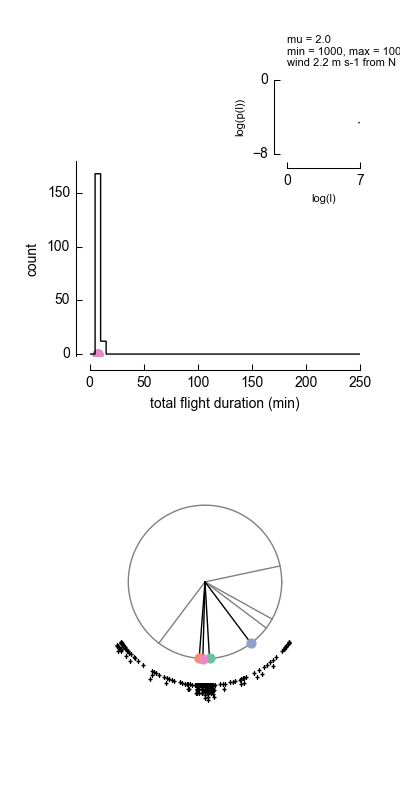 mu = 2.0
min = 1000, max = 100
wind 2.2 m s-1 from N
0
log(p(l))
−8
0 7
log(l)
150
100
count
50
0
0 50 100 150 200 250
total flight duration (min)